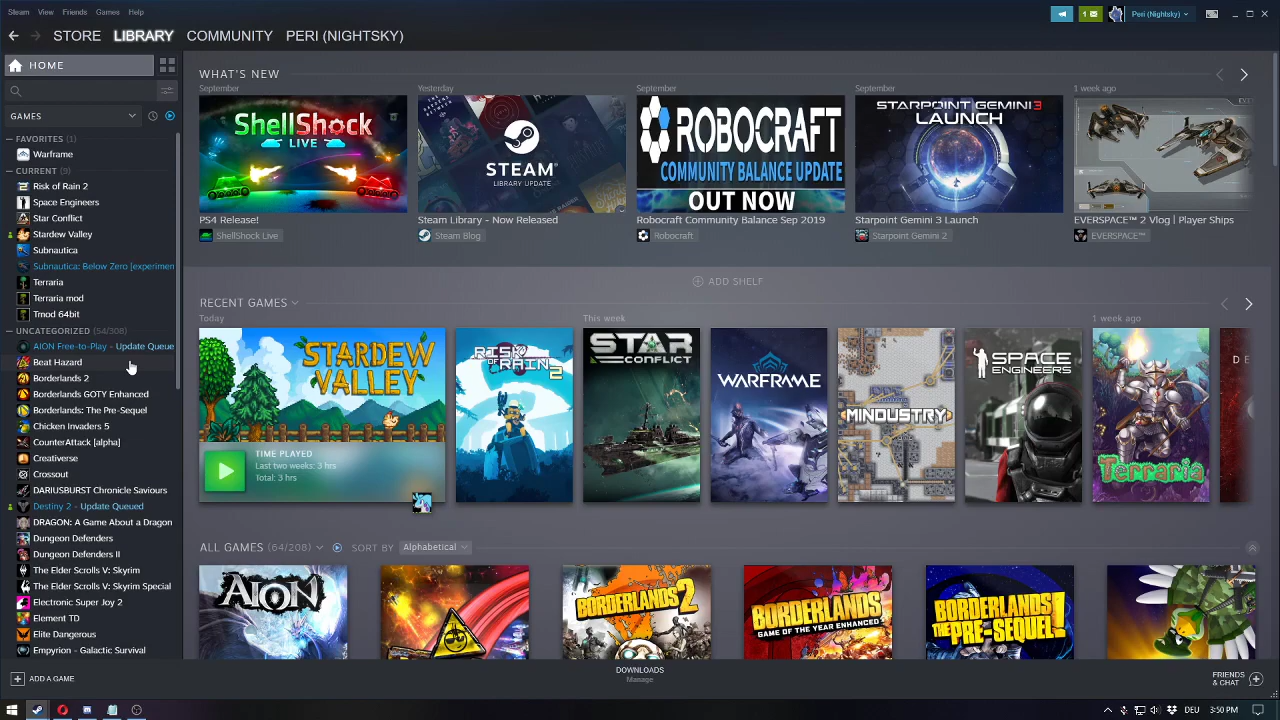 Steam View Friends Games Help
1 Peri (Nightsky)
STORE LIBRARY COMMUNITY PERI (NIGHTSKY)
HOME
GAMES
FAVORITES (1)
Warframe
CURRENT (9)
Risk of Rain 2
Space Engineers
Star Conflict
Stardew Valley
Subnautica
Subnautica: Below Zero [experimen
Terraria
Terraria mod
Tmod 64bit
UNCATEGORIZED (54/308)
AION Free-to-Play - Update Queue
Beat Hazard
Borderlands 2
Borderlands GOTY Enhanced
Borderlands: The Pre-Sequel
Chicken Invaders 5
CounterAttack [alpha]
Creativerse
Crossout
DARIUSBURST Chronicle Saviours
Destiny 2 - Update Queued
DRAGON: A Game About a Dragon
Dungeon Defenders
Dungeon Defenders II
The Elder Scrolls V: Skyrim
The Elder Scrolls V: Skyrim Special
Electronic Super Joy 2
Element TD
Elite Dangerous
Empyrion - Galactic Survival
ADD A GAME
WHAT'S NEW
September
ShellShock
LIVE
PS4 Release!
ShellShock Live
Yesterday
STEAM
LIBRARY UPDATE
Steam Library - Now Released
Steam Blog
September
ROBOCRAFT
COMMUNITY BALANCE UPDATE
OUT NOW
Robocraft Community Balance Sep 2019
Robocraft
September
STARPOINT GEMINI3
LAUNCH
Starpoint Gemini 3 Launch
Starpoint Gemini 2
1 week ago
EVERSPACE™ 2 Vlog | Player Ships
EVERSPACE™
ADD SHELF
RECENT GAMES
Today
STARDEW
VALLEY
TIME PLAYED
Last two weeks: 3 hrs
Total: 3 hrs
RISK
OF RAIN 2
This week
STAR
CONFLICT
WARFRAME
MINDUSTRY
SPACE
ENGINEERS
1 week ago
Terraria
DE
ALL GAMES (64/208) SORT BY Alphabetical
AION
BORDERLANDS 2
BORDERLANDS
GAME OF THE YEAR ENHANCED
BORDERLANDS
THE PRE-SEQUEL!
DOWNLOADS
Manage
FRIENDS
& CHAT
DEU 3:50 PM